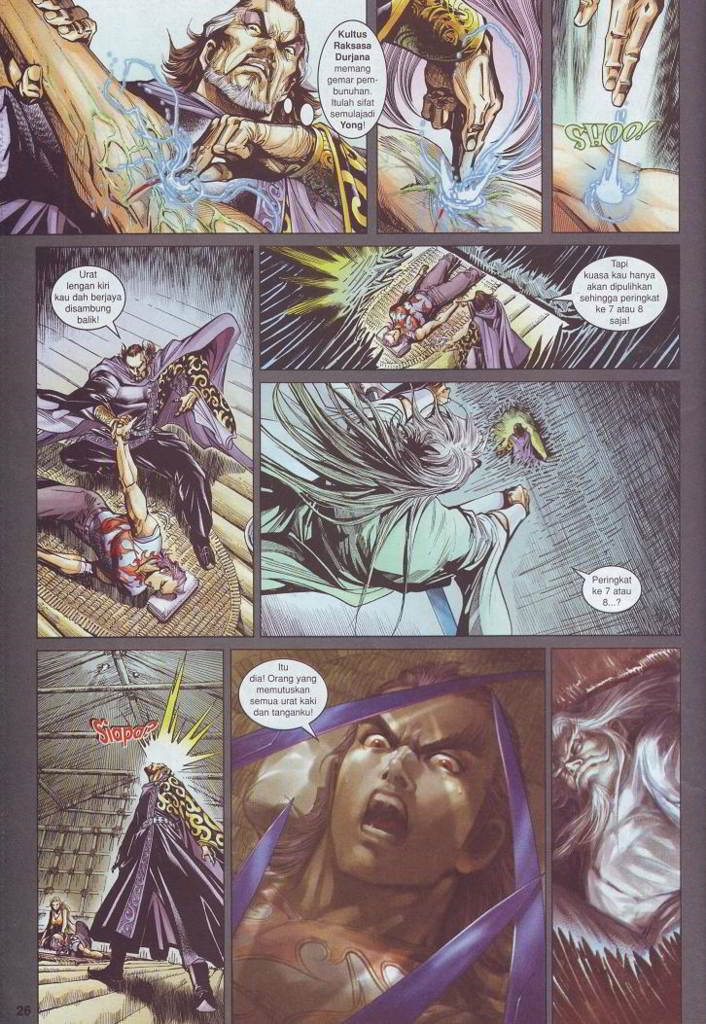 Kultus
Raksasa
Durjana
memang
gemar pem-
bunuhan.
Itulah sifat
semulajadi
Yong!
SHOO!
Urat
lengan kiri
kau dah berjaya
disambung
balik!
Tapi
kuasa kau hanya
akan dipulihkan
sehingga peringkat
ke 7 atau 8
saja!
Peringkat
ke 7 atau
8...?
Siapa?
Itu
dia! Orang yang
memutuskan
semua urat kaki
dan tanganku!
26